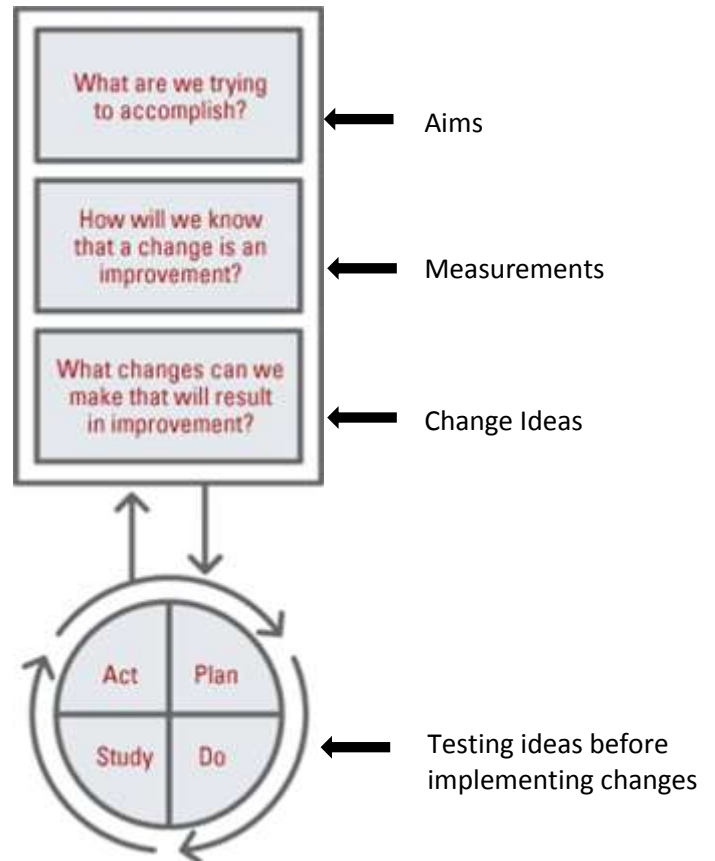 What are we trying
to accomplish?
Aims
How will we know
that a change is an
improvement?
Measurements
What changes can we
make that will result
in improvement?
Change Ideas
Act
Plan
Study
Do
Testing ideas before
implementing changes